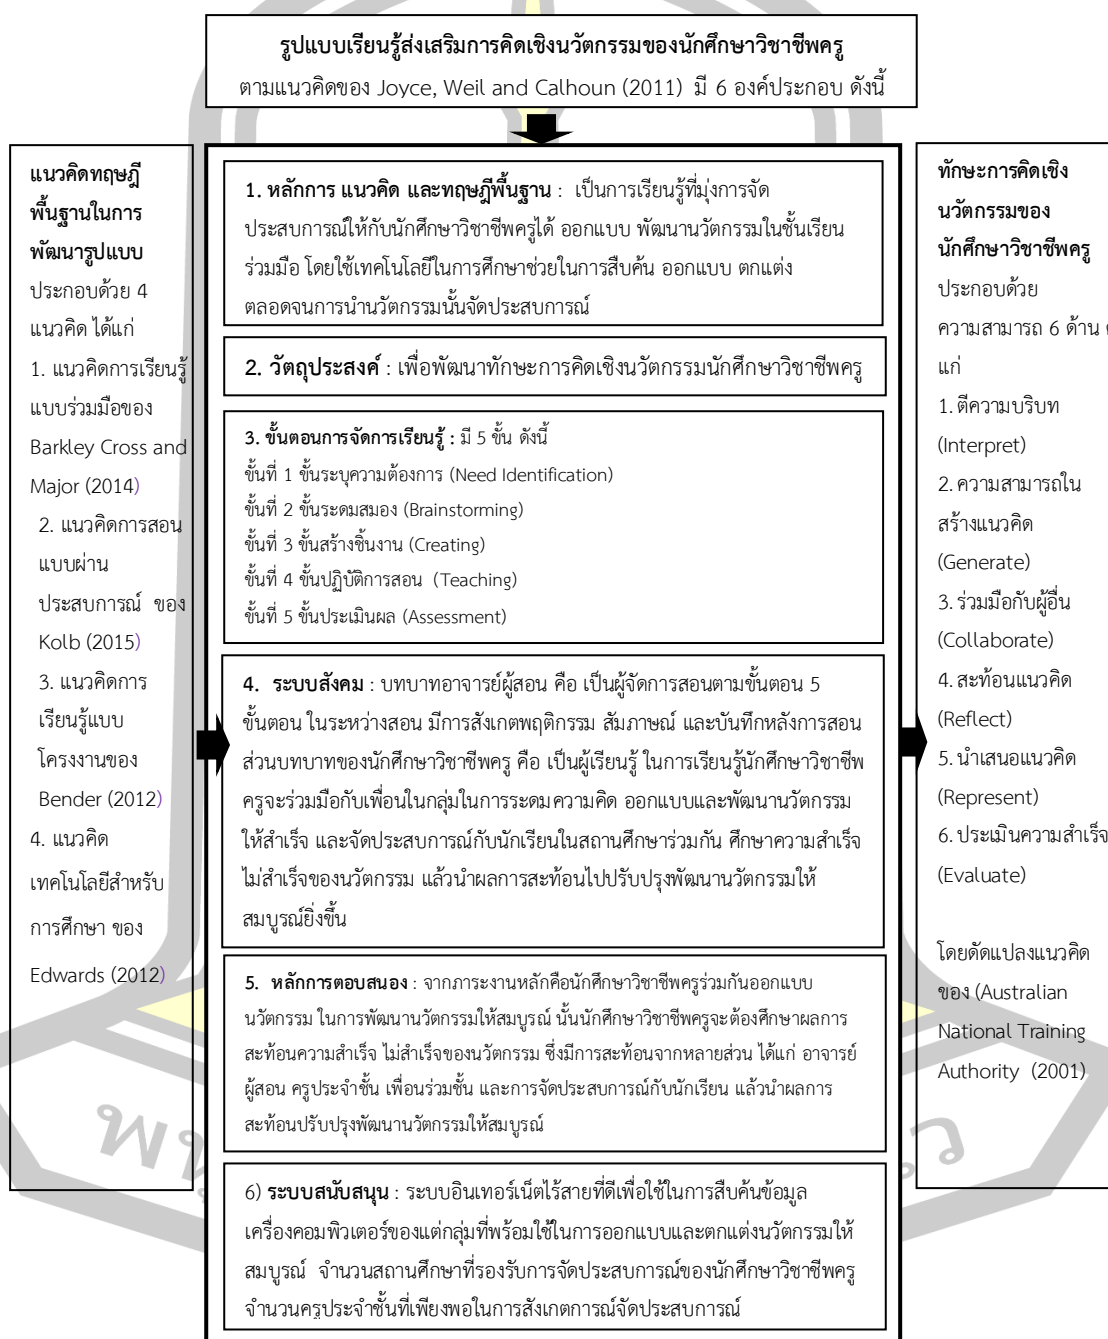 รูปแบบเรียนรู้ส่งเสริมการคิดเชิงนวัตกรรมของนักศึกษาวิชาชีพครู
ตามแนวคิดของ Joyce, Weil and Calhoun (2011) มี 6 องค์ประกอบ ดังนี้
แนวคิดทฤษฎี
พื้นฐานในการ
พัฒนารูปแบบ
ประกอบด้วย 4
แนวคิด ได้แก่
1. แนวคิดการเรียนรู้
แบบร่วมมือของ
Barkley Cross and
Major (2014)
2. แนวคิดการสอน
แบบผ่าน
ประสบการณ์ ของ
Kolb (2015)
3. แนวคิดการ
เรียนรู้แบบ
โครงงานของ
Bender (2012)
4. แนวคิด
เทคโนโลยีสำหรับ
การศึกษา ของ
Edwards (2012)
1. หลักการ แนวคิด และทฤษฎีพื้นฐาน : เป็นการเรียนรู้ที่มุ่งการจัด
ประสบการณ์ให้กับนักศึกษาวิชาชีพครูได้ ออกแบบ พัฒนานวัตกรรมในชั้นเรียน
ร่วมมือ โดยใช้เทคโนโลยีในการศึกษาช่วยในการสืบค้น ออกแบบ ตกแต่ง
ตลอดจนการนำนวัตกรรมนั้นจัดประสบการณ์
2. วัตถุประสงค์ : เพื่อพัฒนาทักษะการคิดเชิงนวัตกรรมนักศึกษาวิชาชีพครู
3. ขั้นตอนการจัดการเรียนรู้ : มี 5 ขั้น ดังนี้
ขั้นที่ 1 ขั้นระบุความต้องการ (Need Identification)
ขั้นที่ 2 ขั้นระดมสมอง (Brainstorming)
ขั้นที่ 3 ขั้นสร้างชิ้นงาน (Creating)
ขั้นที่ 4 ขั้นปฏิบัติการสอน (Teaching)
ขั้นที่ 5 ขั้นประเมินผล (Assessment)
4. ระบบสังคม : บทบาทอาจารย์ผู้สอน คือ เป็นผู้จัดการสอนตามขั้นตอน 5
ขั้นตอน ในระหว่างสอน มีการสังเกตพฤติกรรม สัมภาษณ์ และบันทึกหลังการสอน
ส่วนบทบาทของนักศึกษาวิชาชีพครู คือ เป็นผู้เรียนรู้ ในการเรียนรู้นักศึกษาวิชาชีพ
ครูจะร่วมมือกับเพื่อนในกลุ่มในการระดมความคิด ออกแบบและพัฒนานวัตกรรม
ให้สำเร็จ และจัดประสบการณ์กับนักเรียนในสถานศึกษาร่วมกัน ศึกษาความสำเร็จ
ไม่สำเร็จของนวัตกรรม แล้วนำผลการสะท้อนไปปรับปรุงพัฒนานวัตกรรมให้
สมบูรณ์ยิ่งขึ้น
5. หลักการตอบสนอง : จากภาระงานหลักคือนักศึกษาวิชาชีพครูร่วมกันออกแบบ
นวัตกรรม ในการพัฒนานวัตกรรมให้สมบูรณ์ นั้นนักศึกษาวิชาชีพครูจะต้องศึกษาผลการ
สะท้อนความสำเร็จ ไม่สำเร็จของนวัตกรรม ซึ่งมีการสะท้อนจากหลายส่วน ได้แก่ อาจารย์
ผู้สอน ครูประจำชั้น เพื่อนร่วมชั้น และการจัดประสบการณ์กับนักเรียน แล้วนำผลการ
สะท้อนปรับปรุงพัฒนานวัตกรรมให้สมบูรณ์
6) ระบบสนับสนุน : ระบบอินเทอร์เน็ตไร้สายที่ดีเพื่อใช้ในการสืบค้นข้อมูล
เครื่องคอมพิวเตอร์ของแต่กลุ่มที่พร้อมใช้ในการออกแบบและตกแต่งนวัตกรรมให้
สมบูรณ์ จำนวนสถานศึกษาที่รองรับการจัดประสบการณ์ของนักศึกษาวิชาชีพครู
จำนวนครูประจำชั้นที่เพียงพอในการสังเกตการณ์จัดประสบการณ์
ทักษะการคิดเชิง
นวัตกรรมของ
นักศึกษาวิชาชีพครู
ประกอบด้วย
ความสามารถ 6 ด้าน
แก่
1. ตีความบริบท
(Interpret)
2. ความสามารถใน
สร้างแนวคิด
(Generate)
3. ร่วมมือกับผู้อื่น
(Collaborate)
4. สะท้อนแนวคิด
(Reflect)
5. นำเสนอแนวคิด
(Represent)
6. ประเมินความสำเร็จ
(Evaluate)
โดยดัดแปลงแนวคิด
ของ (Australian
National Training
Authority (2001)